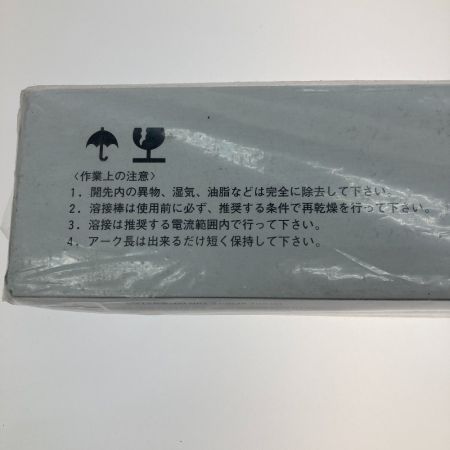 〈作業上の注意〉
1．開先内の異物、湿気、油脂などは完全に除去して下さい。
2．溶接棒は使用前に必ず、推奨する条件で再乾燥を行って下さい。
3．溶接は推奨する電流範囲内で行って下さい。
4．アーク長は出来るだけ短く保持して下さい。